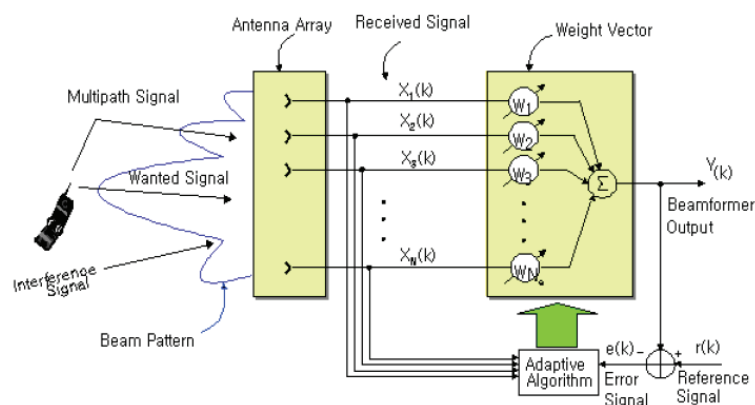 Antenna Array
Received Signal
Weight Vector
Multipath Signal
Wanted Signal
Interference
Signal
Beam Pattern
X1(k)
X2(k)
X3(k)
XN(k)
W1
W2
W3
WN
Σ
Y(k)
Beamformer
Output
Adaptive
Algorithm
e(k)
-
+
r(k)
Error
Signal
Reference
Signal